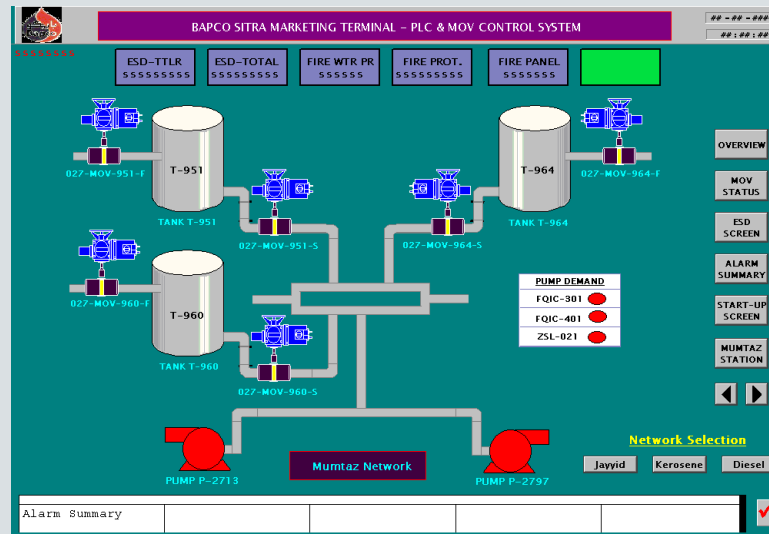 BAPCO SITRA MARKETING TERMINAL - PLC & MOV CONTROL SYSTEM
##-##-###
##:##:##
SSSSSSSSS
ESD-TTLR
SSSSSSSSS
ESD-TOTAL
SSSSSSSSS
FIRE WTR PR
SSSSSS
FIRE PROT.
SSSSSSSSS
FIRE PANEL
SSSSSSS
T-951
027-MOV-951-F
TANK T-951
027-MOV-951-S
T-964
027-MOV-964-F
TANK T-964
027-MOV-964-S
T-960
027-MOV-960-F
TANK T-960
027-MOV-960-S
PUMP DEMAND
FQIC-301
FQIC-401
ZSL-021
OVERVIEW
MOV
STATUS
ESD
SCREEN
ALARM
SUMMARY
START-UP
SCREEN
MUMTAZ
STATION
Network Selection
Jayyid
Kerosene
Diesel
PUMP P-2713
Mumtaz Network
PUMP P-2797
Alarm Summary